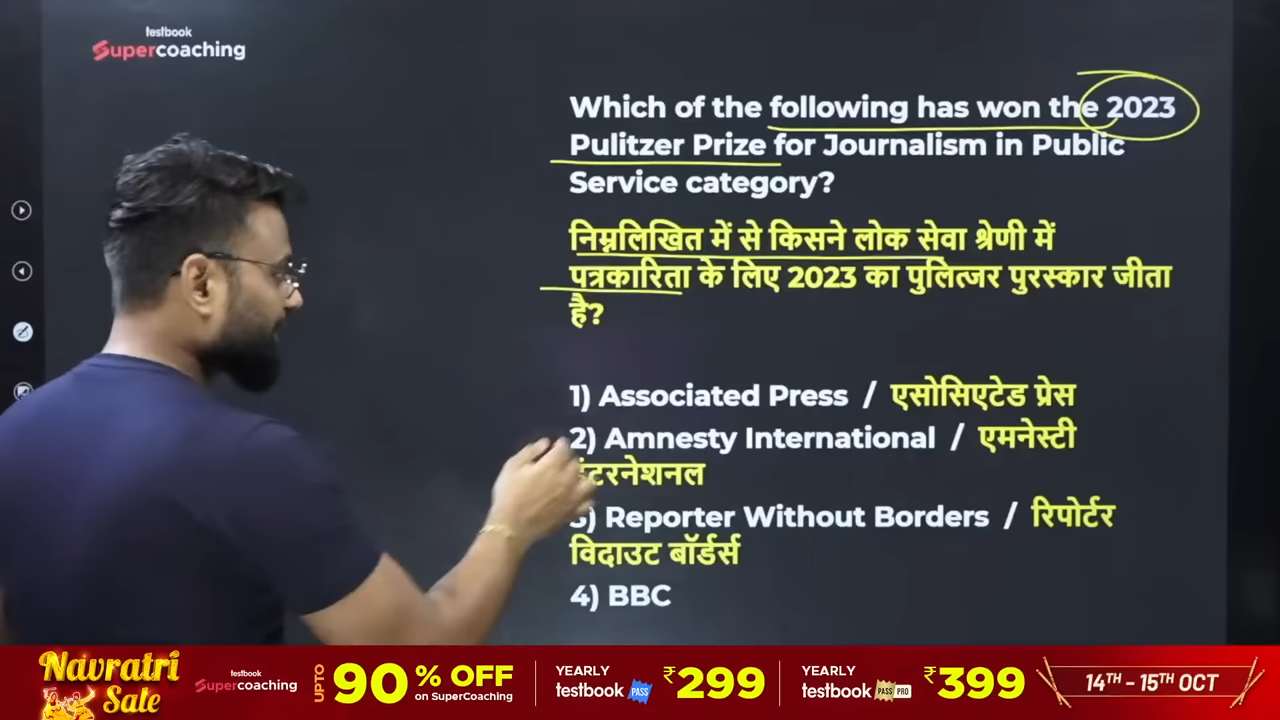 testbook
Supercoaching
Which of the following has won the 2023
Pulitzer Prize for Journalism in Public
Service category?
निम्नलिखित में से किसने लोक सेवा श्रेणी में
पत्रकारिता के लिए 2023 का पुलित्जर पुरस्कार जीता
है?
1) Associated Press / एसोसिएटेड प्रेस
2) Amnesty International / एमनेस्टी
इंटरनेशनल
3) Reporter Without Borders / रिपोर्टर
विदाउट बॉर्डर्स
4) BBC
Navratri
Sale
testbook
Supercoaching
UPTO 90% OFF
on SuperCoaching
YEARLY
testbook PASS
₹299
YEARLY
testbook PASS PRO
₹399
14TH - 15TH OCT